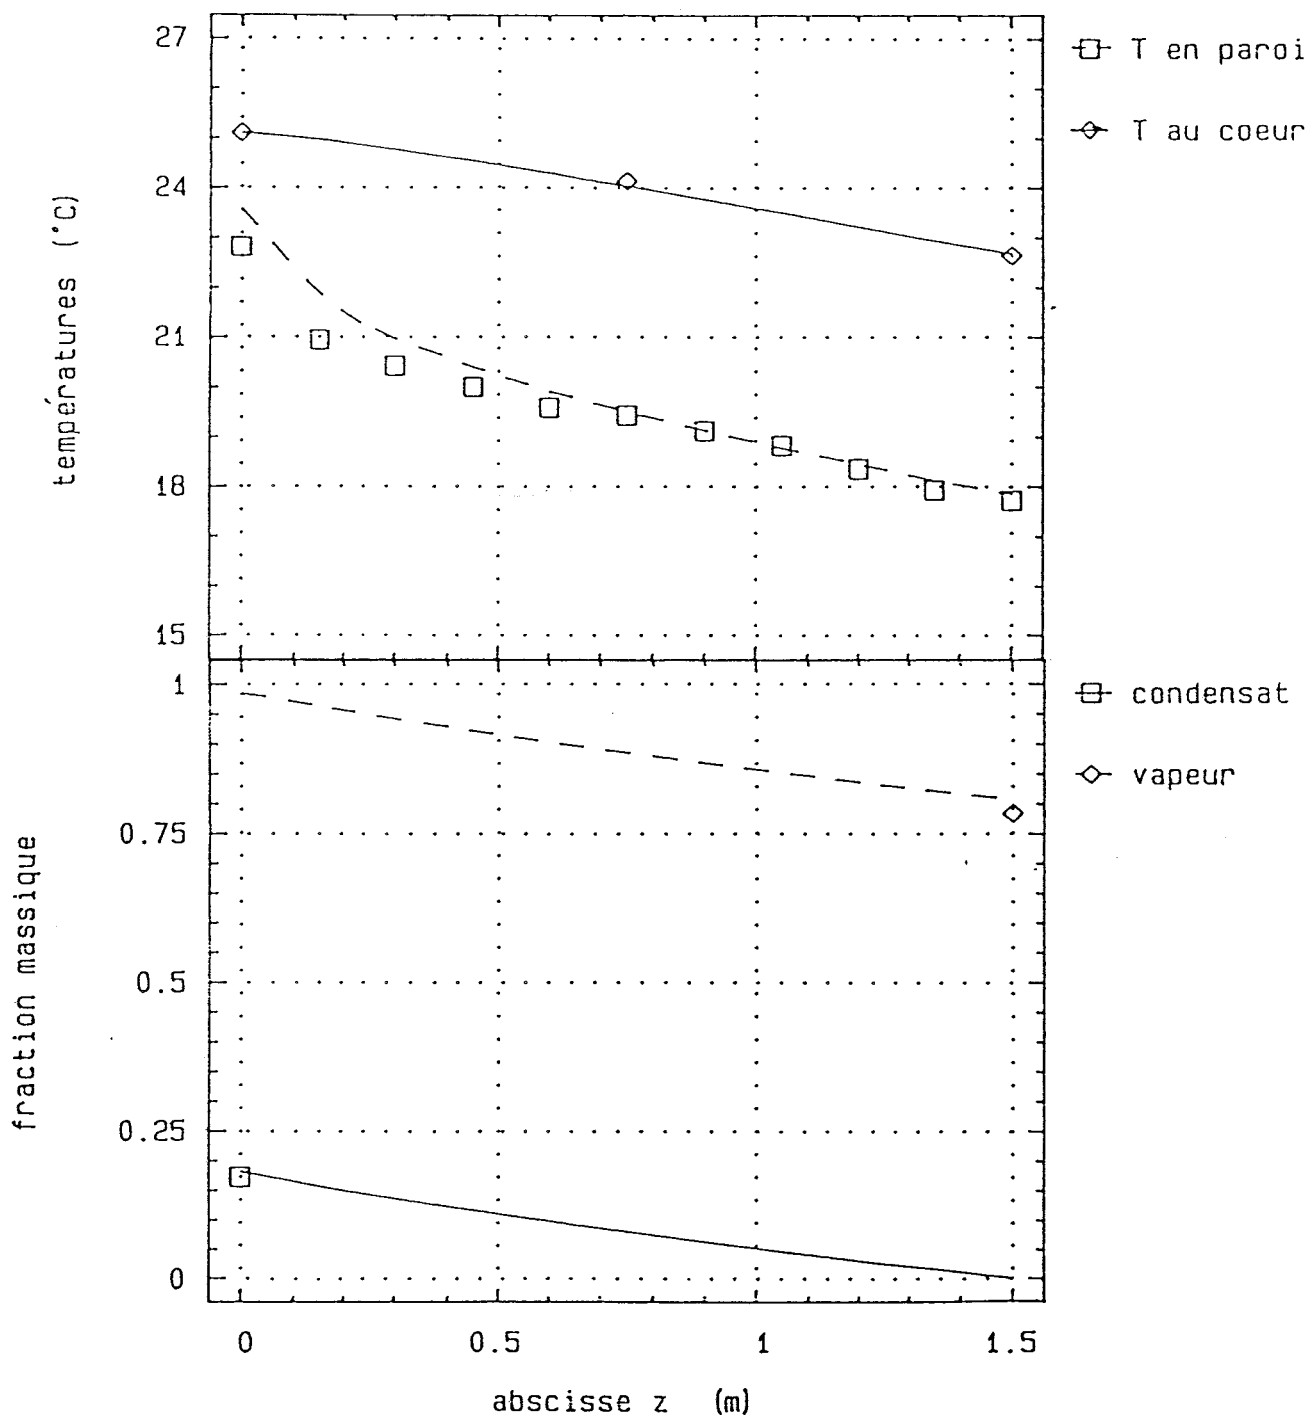 27
24
21
18
15
températures (°C)
T en paroi
T au coeur
1
0.75
0.5
0.25
0
fraction massique
condensat
vapeur
0
0.5
1
1.5
abscisse z (m)